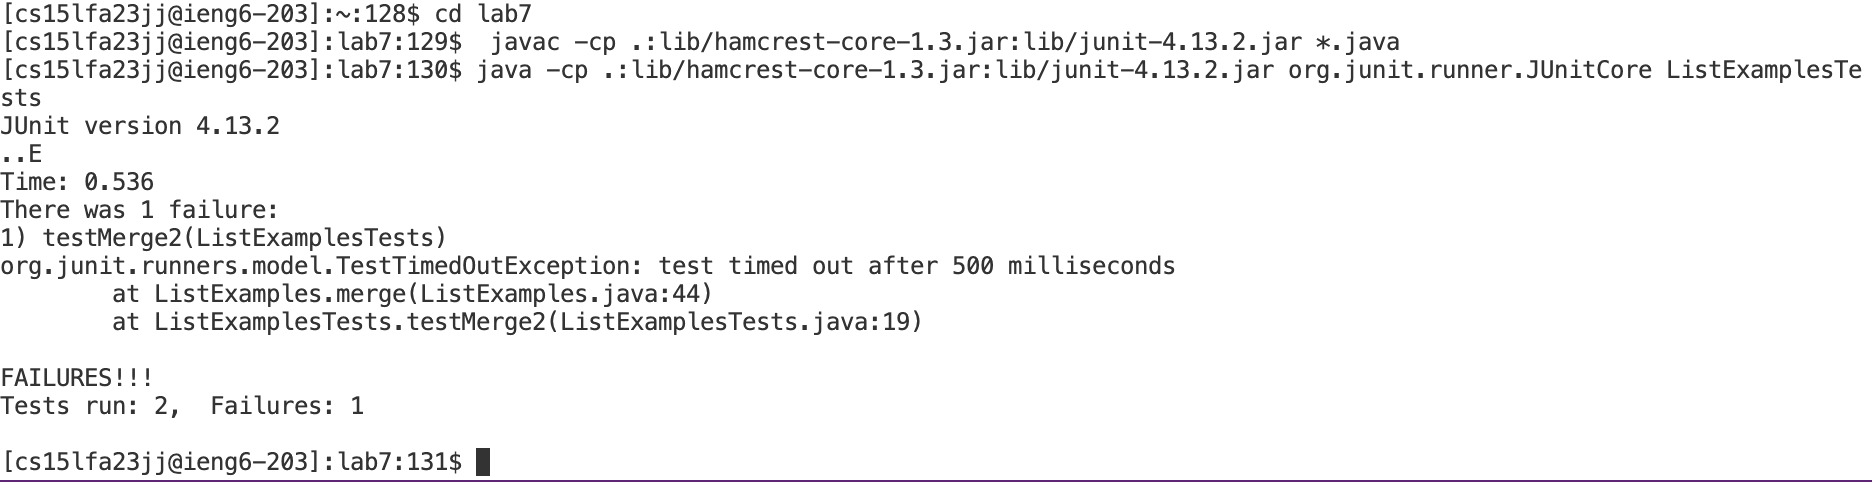 [cs15lfa23jj@ieng6-203]:~:128$ cd lab7
[cs15lfa23jj@ieng6-203]:lab7:129$  javac -cp .:lib/hamcrest-core-1.3.jar:lib/junit-4.13.2.jar *.java
[cs15lfa23jj@ieng6-203]:lab7:130$ java -cp .:lib/hamcrest-core-1.3.jar:lib/junit-4.13.2.jar org.junit.runner.JUnitCore ListExamplesTe
sts
JUnit version 4.13.2
..E
Time: 0.536
There was 1 failure:
1) testMerge2(ListExamplesTests)
org.junit.runners.model.TestTimedOutException: test timed out after 500 milliseconds
        at ListExamples.merge(ListExamples.java:44)
        at ListExamplesTests.testMerge2(ListExamplesTests.java:19)

FAILURES!!!
Tests run: 2,  Failures: 1

[cs15lfa23jj@ieng6-203]:lab7:131$